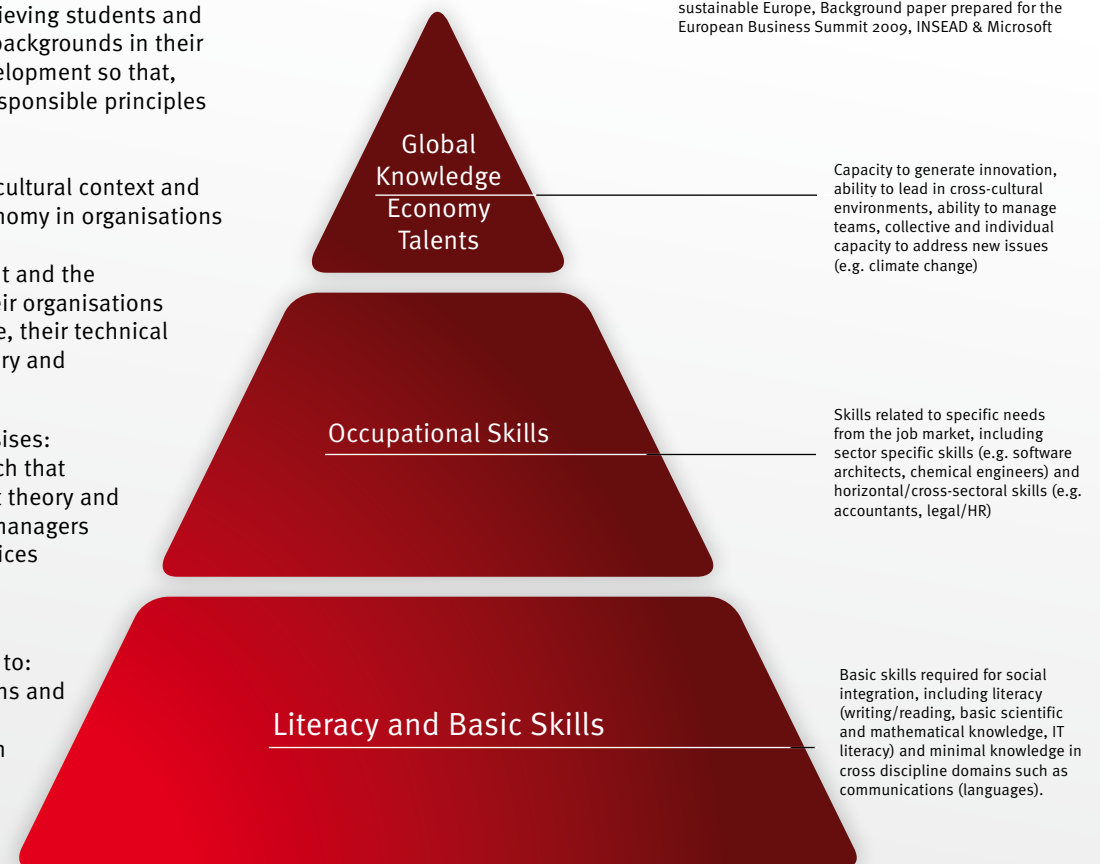 ieving students and
backgrounds in their
elopment so that,
sponsible principles
cultural context and
nomy in organisations
t and the
eir organisations
e, their technical
ry and
ises:
ch that
t theory and
managers
ices
to:
ns and
n
sustainable Europe, Background paper prepared for the
European Business Summit 2009, INSEAD & Microsoft
Global
Knowledge
Economy
Talents
Capacity to generate innovation,
ability to lead in cross-cultural
environments, ability to manage
teams, collective and individual
capacity to address new issues
(e.g. climate change)
Occupational Skills
Skills related to specific needs
from the job market, including
sector specific skills (e.g. software
architects, chemical engineers) and
horizontal/cross-sectoral skills (e.g.
accountants, legal/HR)
Literacy and Basic Skills
Basic skills required for social
integration, including literacy
(writing/reading, basic scientific
and mathematical knowledge, IT
literacy) and minimal knowledge in
cross discipline domains such as
communications (languages).